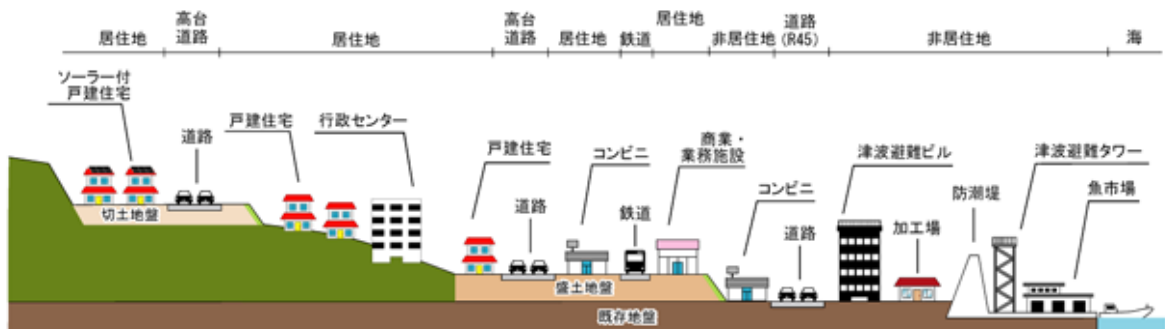 居住地
高台
道路
居住地
高台
道路
居住地
鉄道
居住地
非居住地
道路
(R45)
非居住地
海
ソーラー付
戸建住宅
道路
戸建住宅
行政センター
戸建住宅
道路
コンビニ
鉄道
商業・
業務施設
コンビニ
道路
津波避難ビル
加工場
防潮堤
津波避難タワー
魚市場
切土地盤
盛土地盤
既存地盤